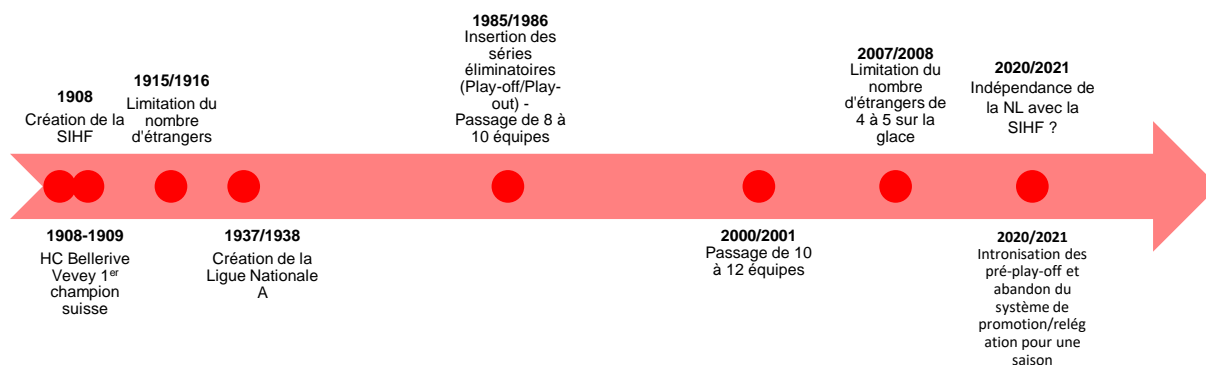 1908
Création de la
SIHF
1915/1916
Limitation du
nombre
d'étrangers
1985/1986
Insertion des
séries
éliminatoires
(Play-off/Play-
out) -
Passage de 8 à
10 équipes
2007/2008
Limitation du
nombre
d'étrangers de
4 à 5 sur la
glace
2020/2021
Indépendance de
la NL avec la
SIHF ?
1908-1909
HC Bellerive
Vevey 1er
champion
suisse
1937/1938
Création de la
Ligue Nationale
A
2000/2001
Passage de 10
à 12 équipes
2020/2021
Intronisation des
pré-play-off et
abandon du
système de
promotion/relég
ation pour une
saison